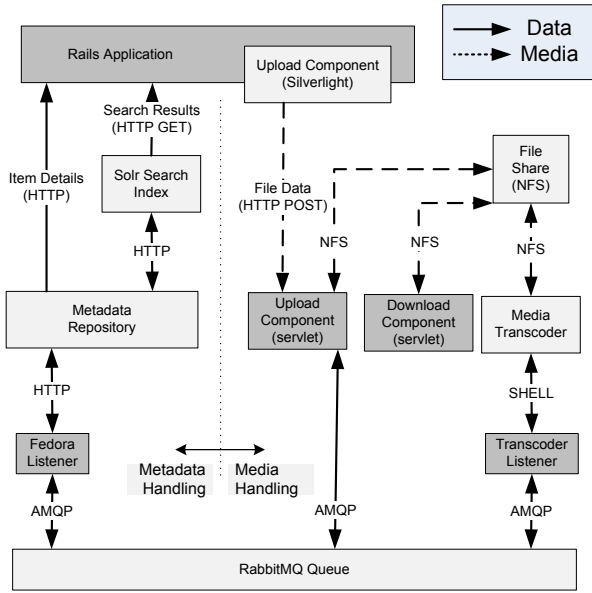 Data
Media
Rails Application
Upload Component
(Silverlight)
Search Results
(HTTP GET)
Item Details
(HTTP)
Solr Search
Index
File Data
(HTTP POST)
File
Share
(NFS)
HTTP
NFS
NFS
NFS
Metadata
Repository
Upload
Component
(servlet)
Download
Component
(servlet)
Media
Transcoder
HTTP
SHELL
Fedora
Listener
Metadata
Handling
Media
Handling
Transcoder
Listener
AMQP
AMQP
AMQP
RabbitMQ Queue